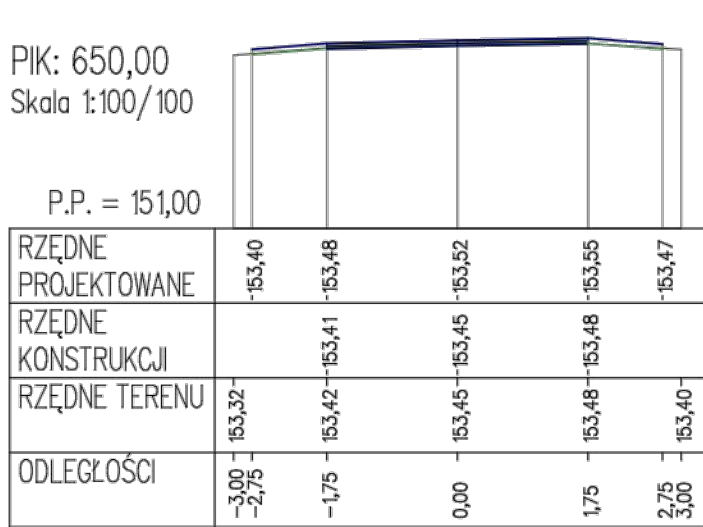 PIK: 650,00
Skala 1:100/100
P.P. = 151,00
RZĘDNE
PROJEKTOWANE
153,40
153,48
153,52
153,55
153,47
RZĘDNE
KONSTRUKCJI
153,41
153,45
153,48
RZĘDNE TERENU
153,32
153,42
153,45
153,48
153,40
ODLEGŁOŚCI
-3,00
-2,75
-1,75
0,00
1,75
2,75
3,00